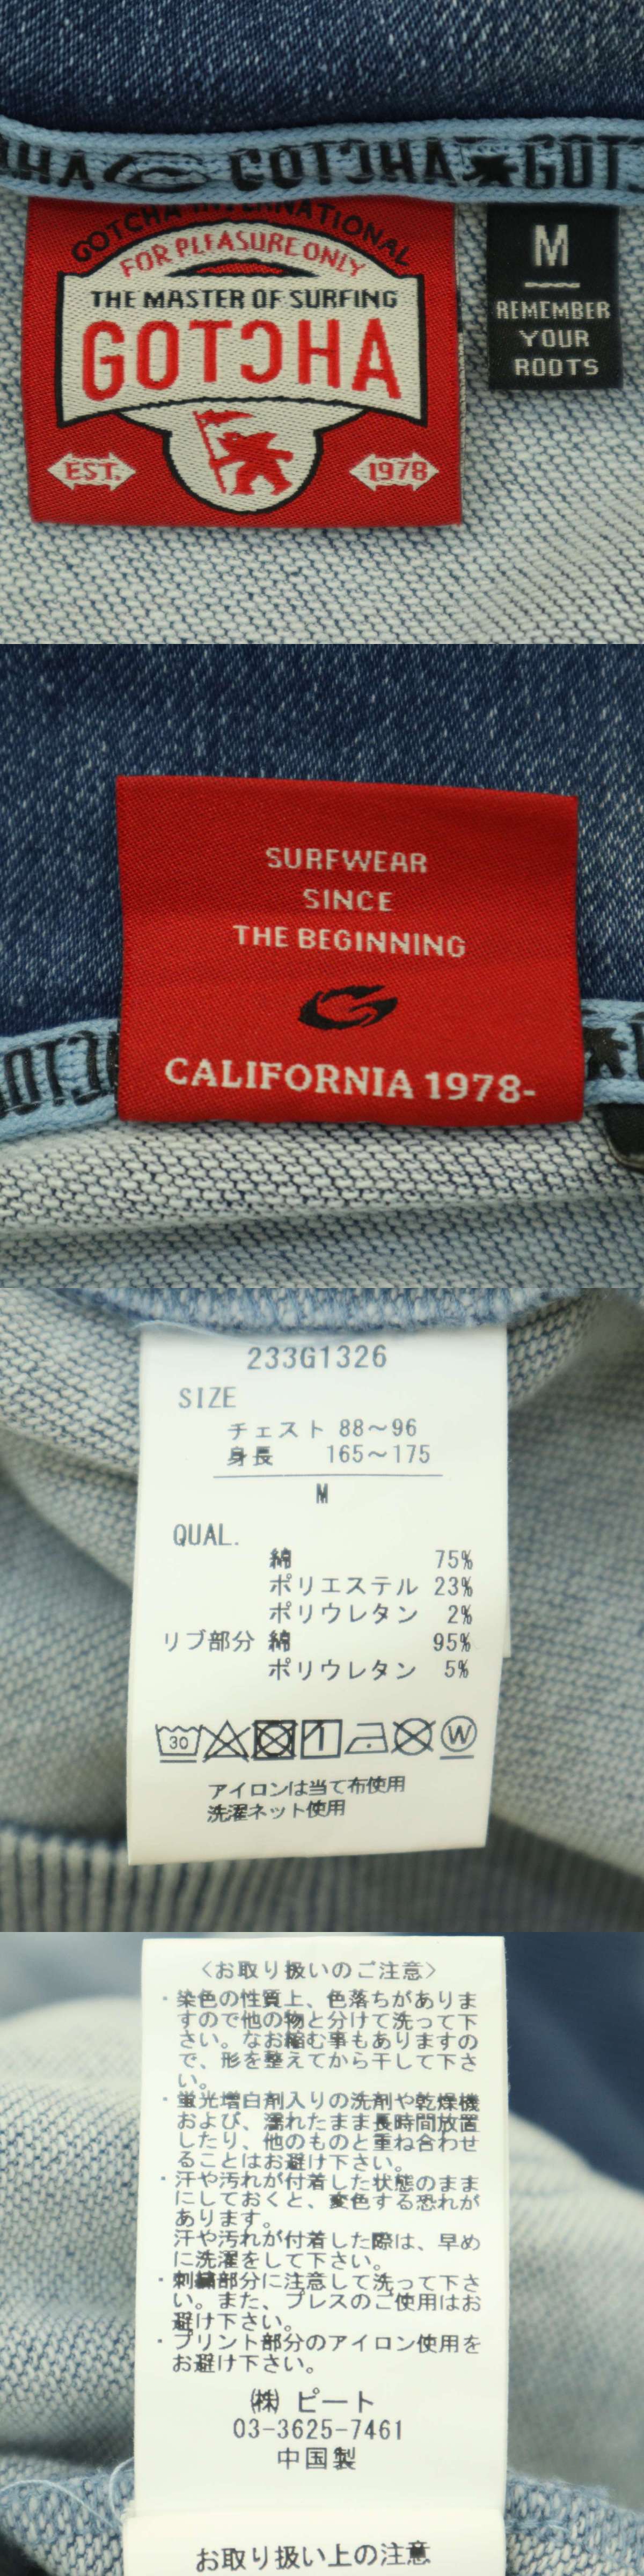 GOTCHA GOT
GOTCHA INTERNATIONAL
FOR PLEASURE ONLY
THE MASTER OF SURFING
GOTCHA
EST. 1978
M
REMEMBER
YOUR
ROOTS
SURFWEAR
SINCE
THE BEGINNING
CALIFORNIA 1978-
233G1326
SIZE
チェスト 88～96
身長 165～175
M
QUAL.
綿 75%
ポリエステル 23%
ポリウレタン 2%
リブ部分 綿 95%
ポリウレタン 5%
30 W
アイロンは当て布使用
洗濯ネット使用
〈お取り扱いのご注意〉
・染色の性質上、色落ちがありま
すので他の物と分けて洗って下
さい。なお縮む事もありますの
で、形を整えてから干して下さ
い。
・蛍光増白剤入りの洗剤や乾燥機
および、濡れたまま長時間放置
したり、他のものと重ね合わせ
ることはお避け下さい。
・汗や汚れが付着した状態のまま
にしておくと、変色する恐れが
あります。
汗や汚れが付着した際は、早め
に洗濯をして下さい。
・刺繍部分に注意して洗って下さ
い。また、プレスのご使用はお
避け下さい。
・プリント部分のアイロン使用を
お避け下さい。
㈱ ピート
03-3625-7461
中国製
お取り扱い上の注意